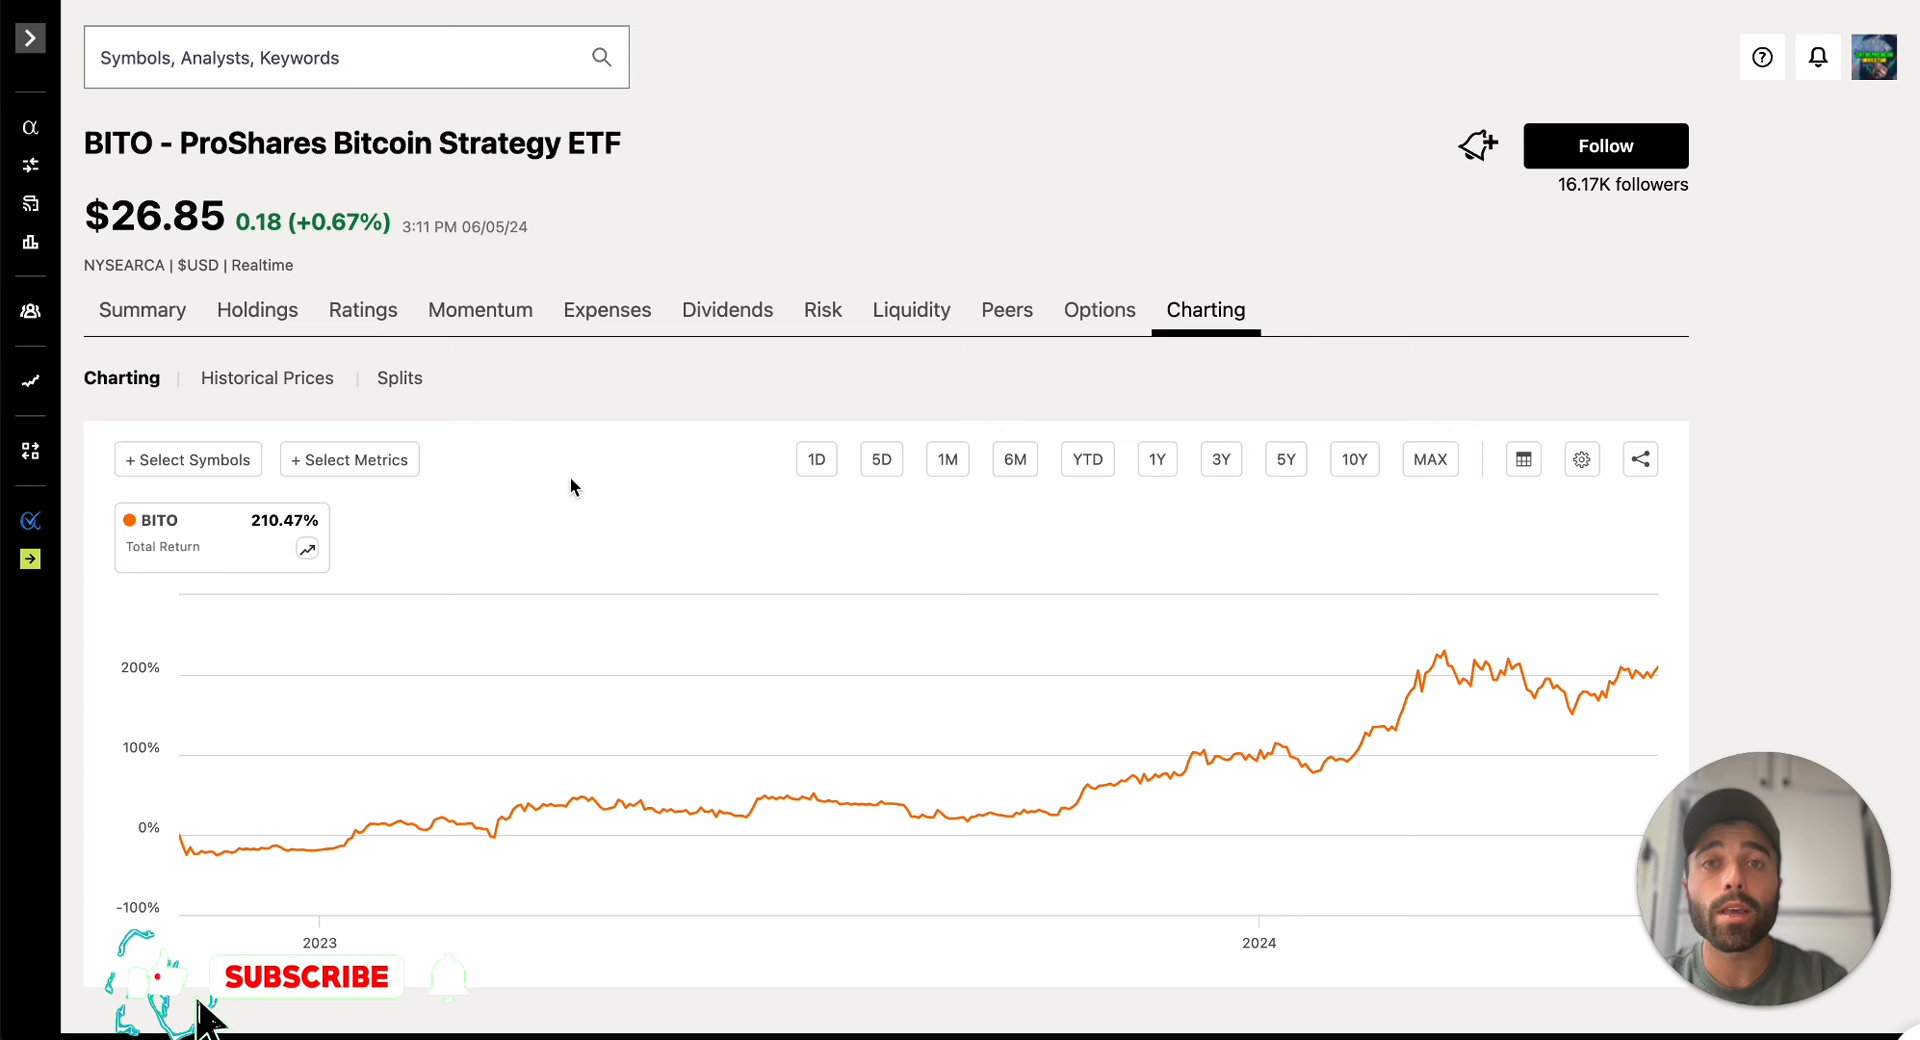 Symbols, Analysts, Keywords
BITO - ProShares Bitcoin Strategy ETF
Follow
16.17K followers
$26.85 0.18 (+0.67%) 3:11 PM 06/05/24
NYSEARCA | $USD | Realtime
Summary Holdings Ratings Momentum Expenses Dividends Risk Liquidity Peers Options Charting
Charting | Historical Prices | Splits
+ Select Symbols + Select Metrics 1D 5D 1M 6M YTD 1Y 3Y 5Y 10Y MAX
BITO 210.47%
Total Return
200%
100%
0%
-100%
2023 2024
SUBSCRIBE